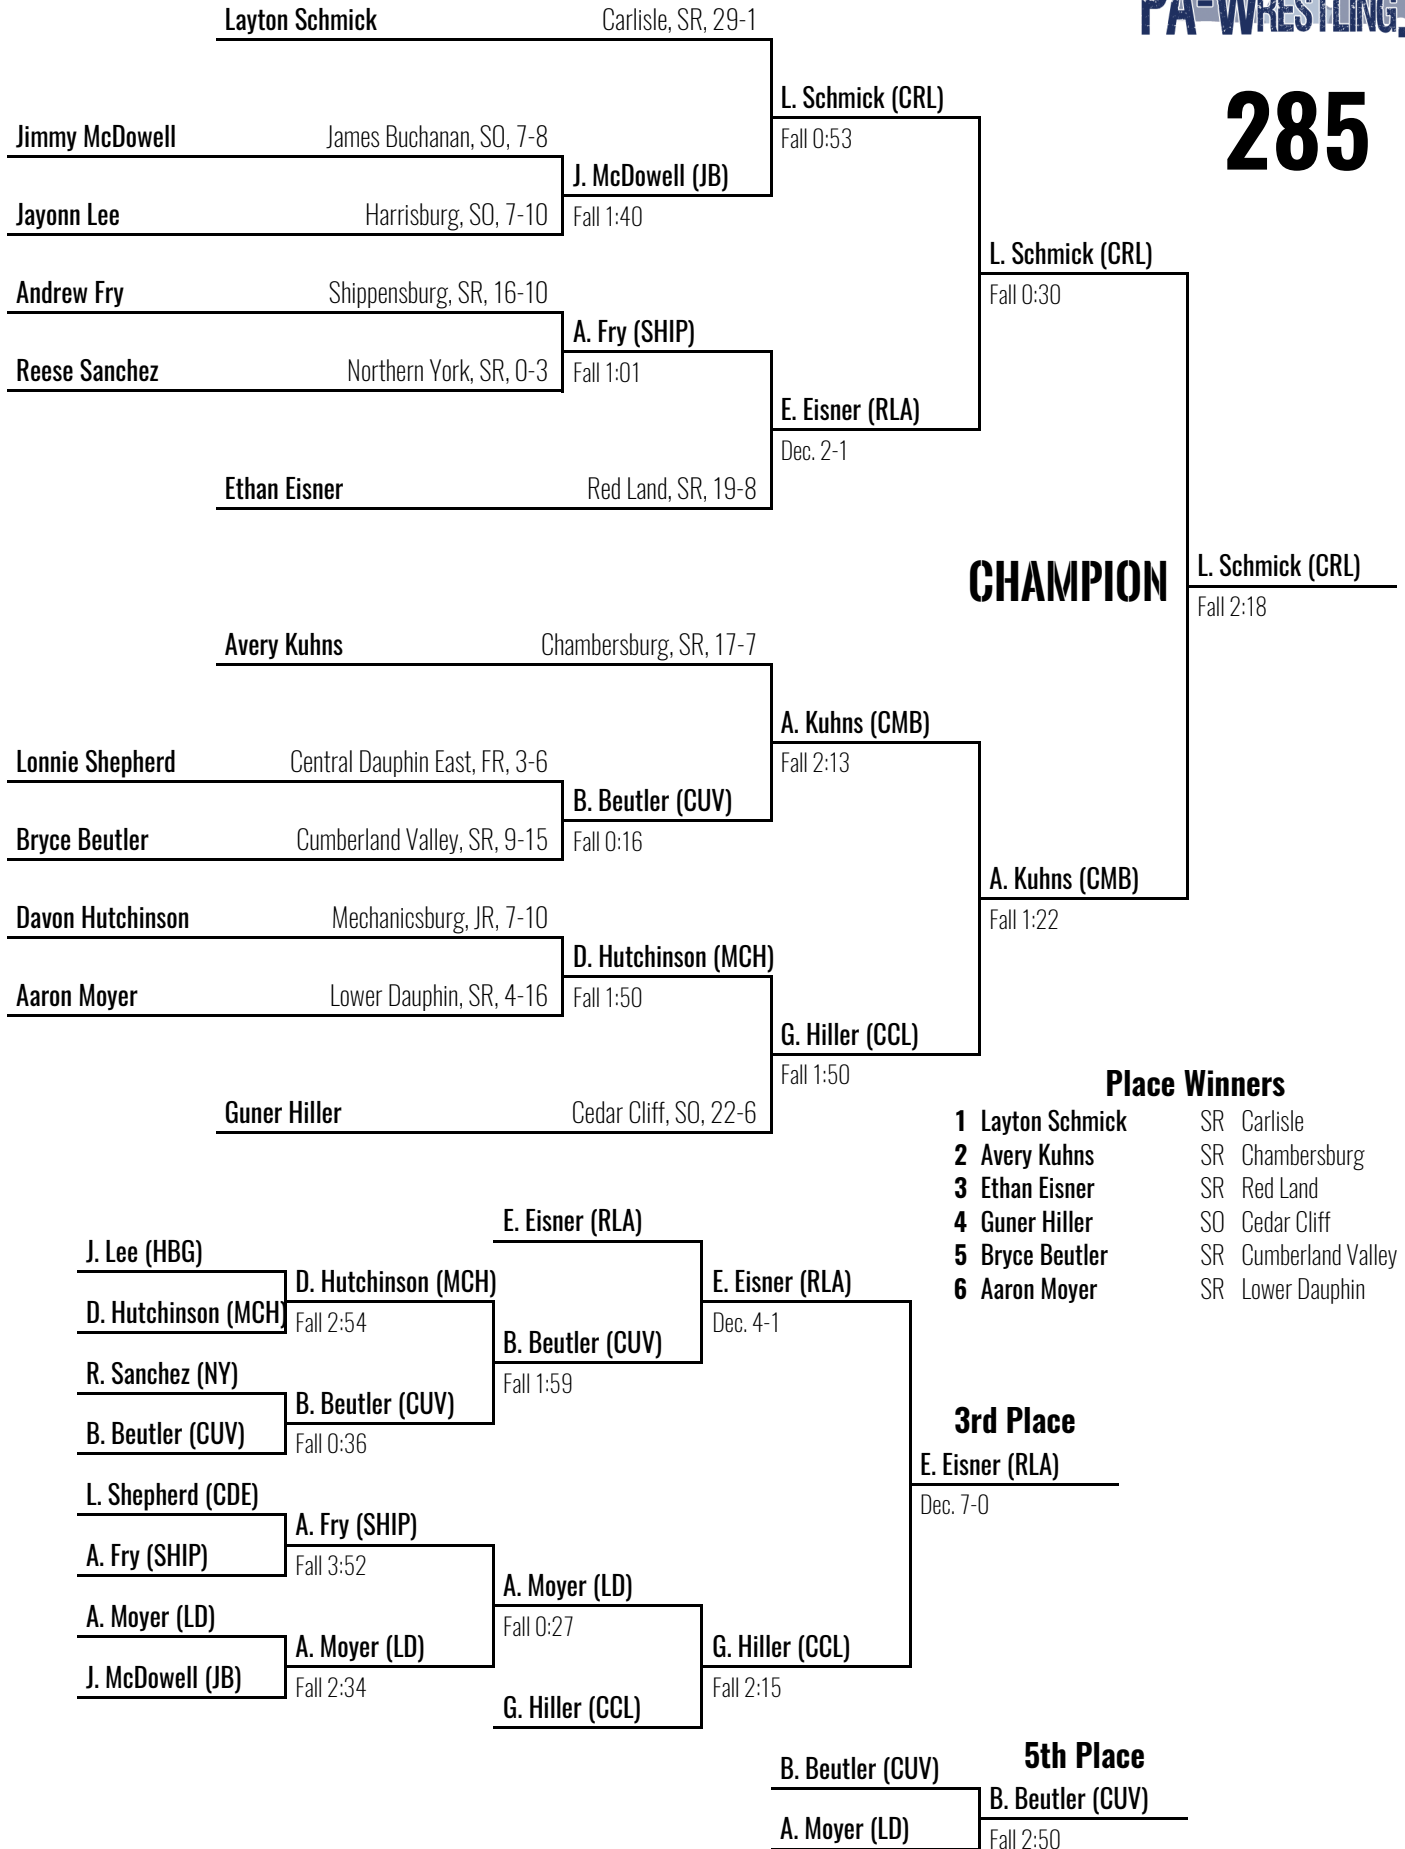 PA-WRESTLING.
285
Layton Schmick Carlisle, SR, 29-1
L. Schmick (CRL)
Fall 0:53
Jimmy McDowell James Buchanan, SO, 7-8
J. McDowell (JB)
Fall 1:40
Jayonn Lee Harrisburg, SO, 7-10
L. Schmick (CRL)
Fall 0:30
Andrew Fry Shippensburg, SR, 16-10
A. Fry (SHIP)
Fall 1:01
Reese Sanchez Northern York, SR, 0-3
E. Eisner (RLA)
Dec. 2-1
Ethan Eisner Red Land, SR, 19-8
CHAMPION
L. Schmick (CRL)
Fall 2:18
Avery Kuhns Chambersburg, SR, 17-7
A. Kuhns (CMB)
Fall 2:13
Lonnie Shepherd Central Dauphin East, FR, 3-6
B. Beutler (CUV)
Fall 0:16
Bryce Beutler Cumberland Valley, SR, 9-15
A. Kuhns (CMB)
Fall 1:22
Davon Hutchinson Mechanicsburg, JR, 7-10
D. Hutchinson (MCH)
Fall 1:50
Aaron Moyer Lower Dauphin, SR, 4-16
G. Hiller (CCL)
Fall 1:50
Guner Hiller Cedar Cliff, SO, 22-6
Place Winners
1 Layton Schmick SR Carlisle
2 Avery Kuhns SR Chambersburg
3 Ethan Eisner SR Red Land
4 Guner Hiller SO Cedar Cliff
5 Bryce Beutler SR Cumberland Valley
6 Aaron Moyer SR Lower Dauphin
E. Eisner (RLA)
J. Lee (HBG)
D. Hutchinson (MCH)
Fall 2:54
D. Hutchinson (MCH)
E. Eisner (RLA)
Dec. 4-1
B. Beutler (CUV)
Fall 1:59
R. Sanchez (NY)
B. Beutler (CUV)
Fall 0:36
B. Beutler (CUV)
3rd Place
E. Eisner (RLA)
Dec. 7-0
L. Shepherd (CDE)
A. Fry (SHIP)
Fall 3:52
A. Fry (SHIP)
A. Moyer (LD)
Fall 0:27
A. Moyer (LD)
A. Moyer (LD)
Fall 2:34
J. McDowell (JB)
G. Hiller (CCL)
Fall 2:15
G. Hiller (CCL)
5th Place
B. Beutler (CUV)
B. Beutler (CUV)
Fall 2:50
A. Moyer (LD)